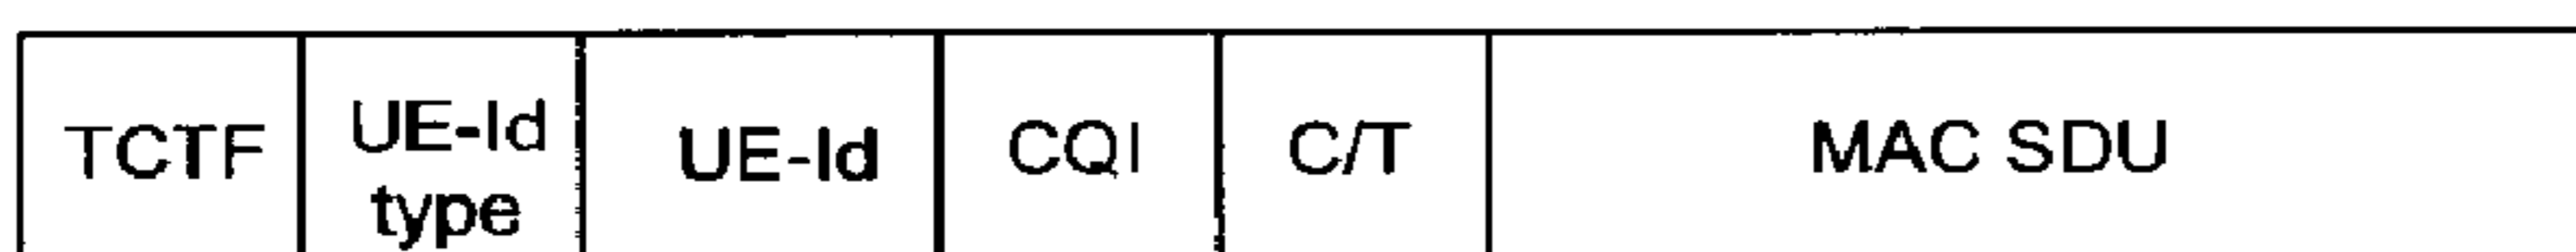 TCTF
UE-Id
type
UE-Id
CQI
C/T
MAC SDU